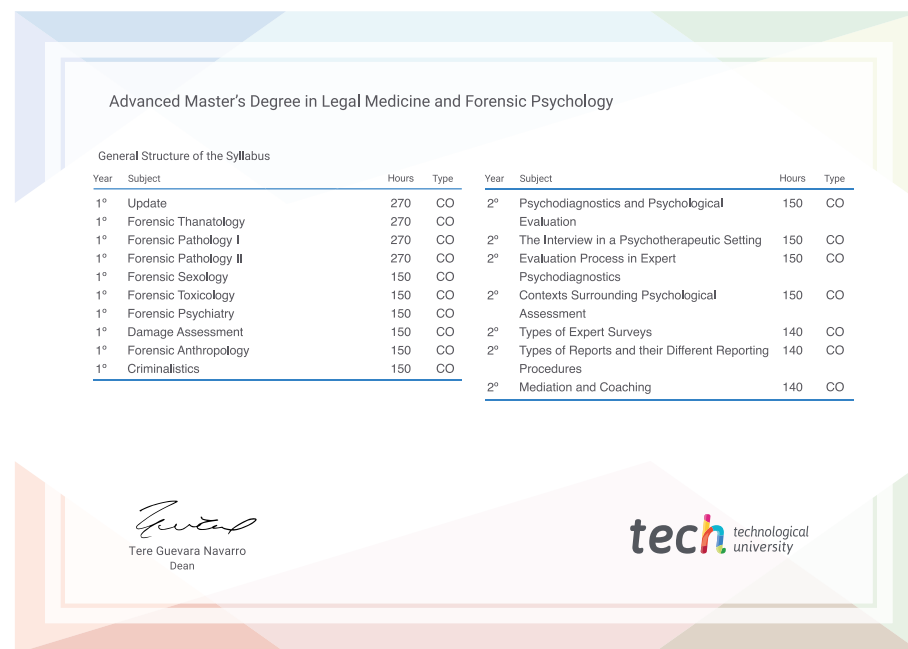 Advanced Master's Degree in Legal Medicine and Forensic Psychology
General Structure of the Syllabus
Year Subject Hours Type
1º Update 270 CO
1º Forensic Thanatology 270 CO
1º Forensic Pathology I 270 CO
1º Forensic Pathology II 270 CO
1º Forensic Sexology 150 CO
1º Forensic Toxicology 150 CO
1º Forensic Psychiatry 150 CO
1º Damage Assessment 150 CO
1º Forensic Anthropology 150 CO
1º Criminalistics 150 CO
Year Subject Hours Type
2º Psychodiagnostics and Psychological 150 CO
Evaluation
2º The Interview in a Psychotherapeutic Setting 150 CO
2º Evaluation Process in Expert 150 CO
Psychodiagnostics
2º Contexts Surrounding Psychological 150 CO
Assessment
2º Types of Expert Surveys 140 CO
2º Types of Reports and their Different Reporting 140 CO
Procedures
2º Mediation and Coaching 140 CO
Tere Guevara Navarro
Dean
tech technological
university